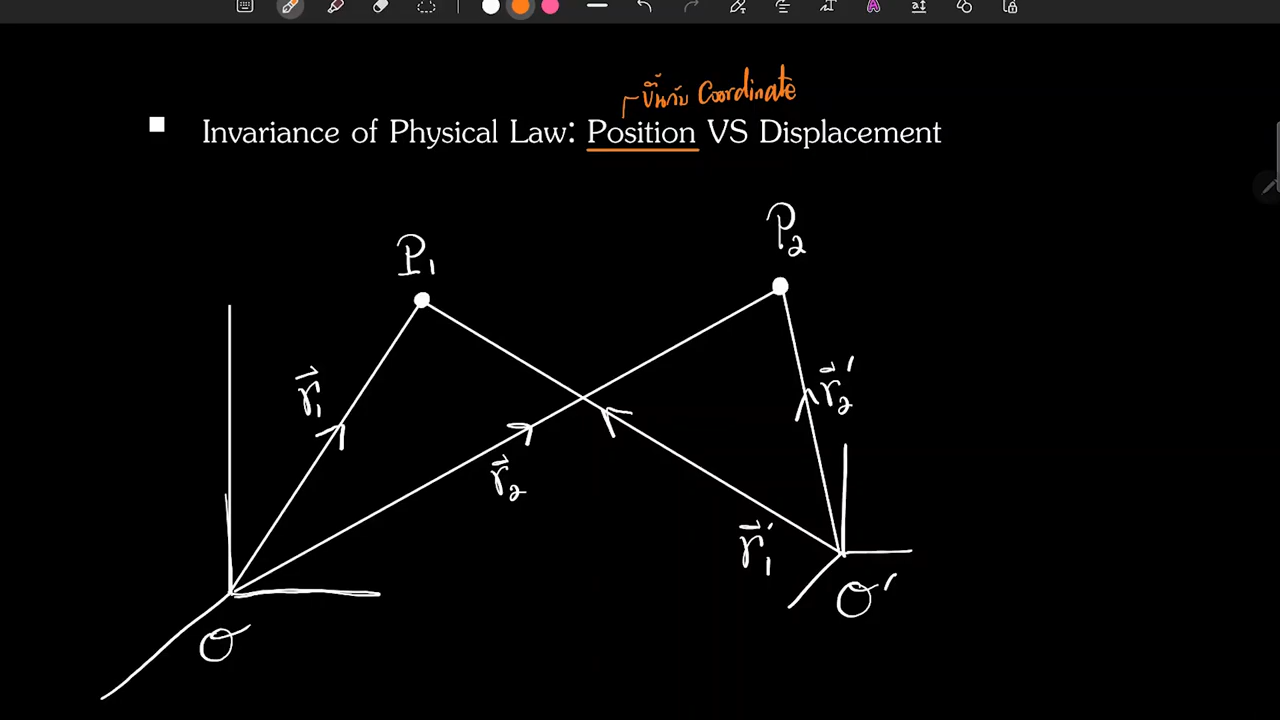 ขึ้นกับ Coordinate
Invariance of Physical Law: Position VS Displacement
P₂
P₁
r⃗₁
r⃗₂'
r⃗₂
r⃗₁'
O'
O